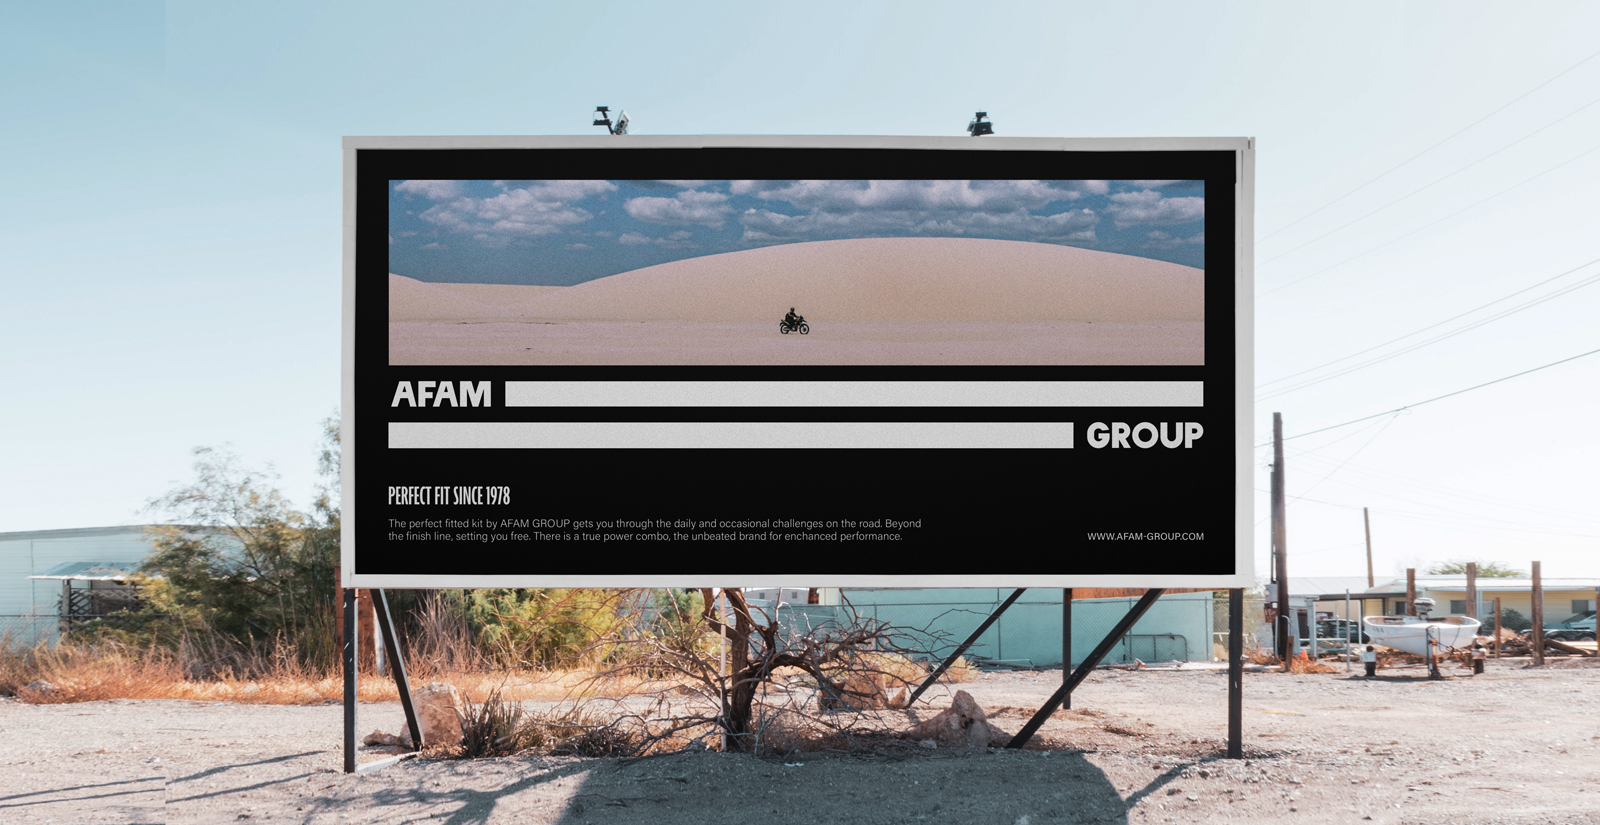 AFAM
GROUP
PERFECT FIT SINCE 1978
The perfect fitted kit by AFAM GROUP gets you through the daily and occasional challenges on the road. Beyond
the finish line, setting you free. There is a true power combo, the unbeated brand for enchanced performance.
WWW.AFAM-GROUP.COM